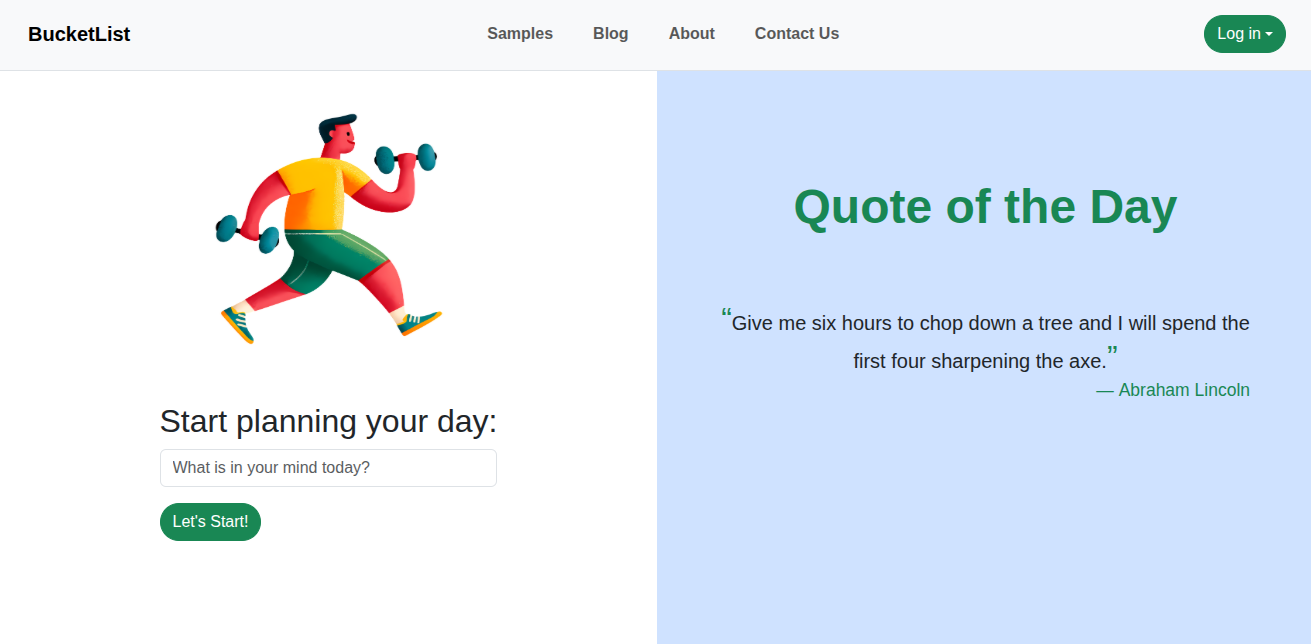 BucketList
Samples
Blog
About
Contact Us
Log in
Start planning your day:
What is in your mind today?
Let's Start!
Quote of the Day
“Give me six hours to chop down a tree and I will spend the
first four sharpening the axe.”
— Abraham Lincoln